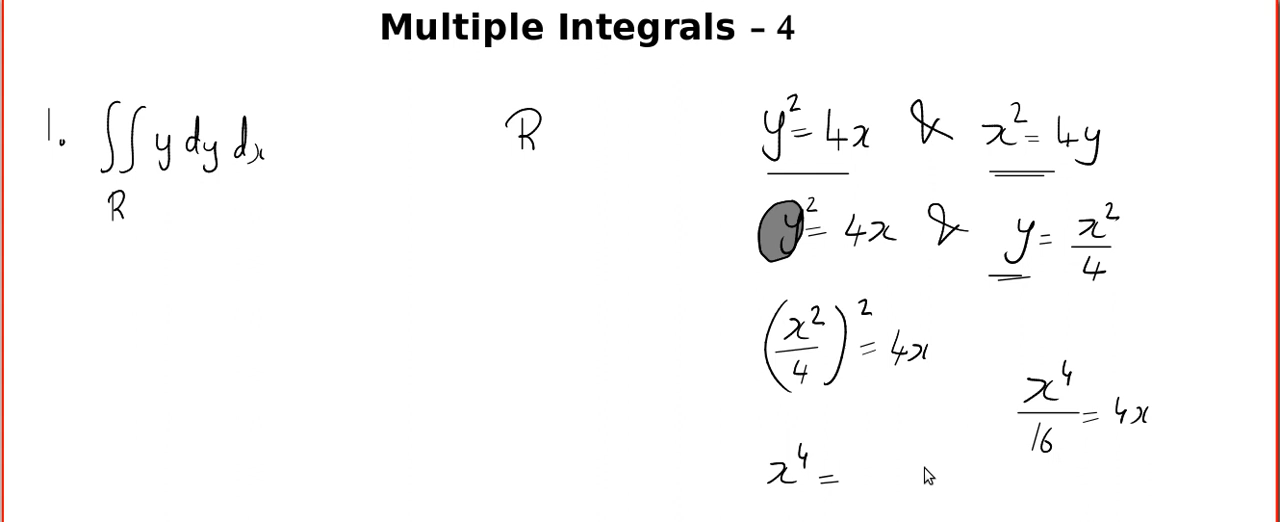 Multiple Integrals – 4
1. ∬ y dy dx R y² = 4x & x² = 4y
R
y² = 4x & y = x²/4
(x²/4)² = 4x
x⁴/16 = 4x
x⁴ =